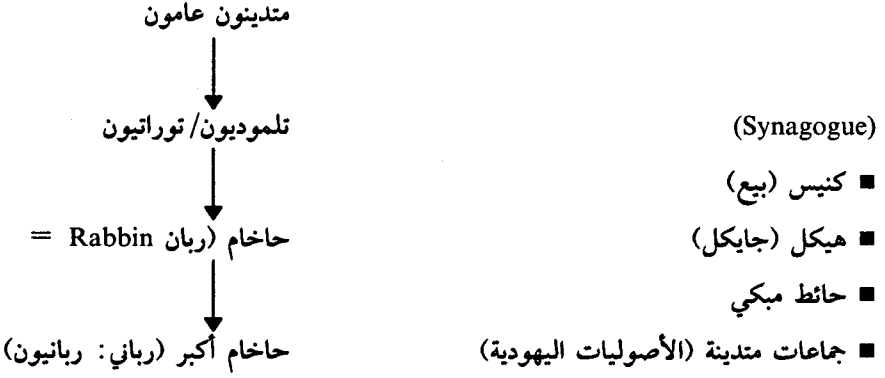 متدينون عامون
تلموديون/ توراتيون
(Synagogue)
■ كنيس (بيع)
حاخام (ربان Rabbin =
■ هيكل (جايكل)
■ حائط مبكي
حاخام أكبر (رباني: ربانيون)
■ جماعات متدينة (الأصوليات اليهودية)